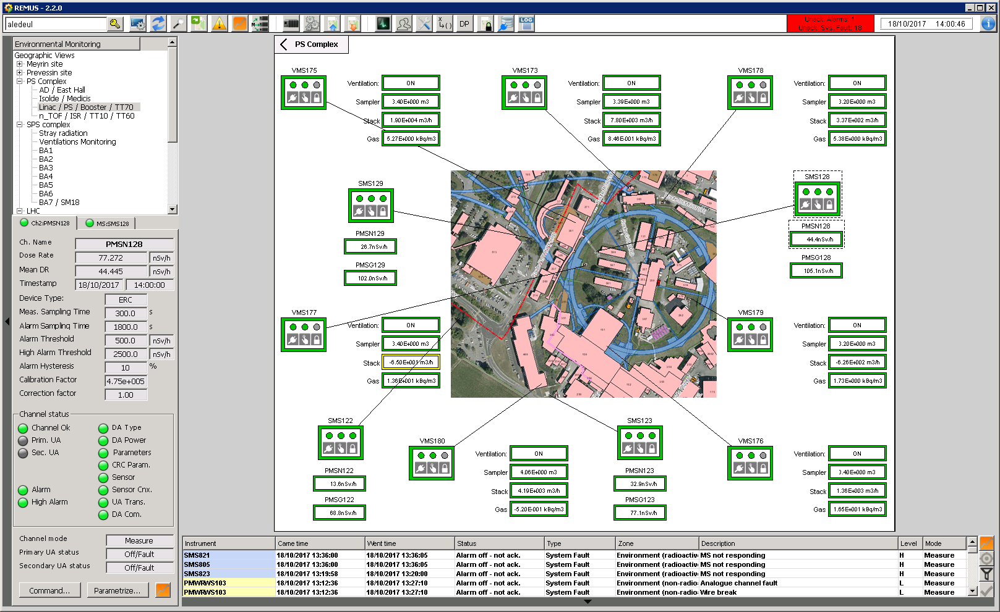 REMUS - 2.2.0
aledeul
DP
LOG
Unack. Alarms: 1
Unack. Sys. Fault: 18
18/10/2017 14:00:46
Environmental Monitoring
Geographic Views
Meyrin site
Prevessin site
PS Complex
AD / East Hall
Isolde / Medicis
Linac / PS / Booster / TT70
n_TOF / ISR / TT10 / TT60
SPS complex
Stray radiation
Ventilations Monitoring
BA1
BA2
BA3
BA4
BA5
BA6
BA7 / SM18
LHC
Ch2:PMSN128
MS:SMS128
Ch. Name PMSN128
Dose Rate 77.272 nSv/h
Mean DR 44.445 nSv/h
Timestamp 18/10/2017 14:00:00
Device Type: ERC
Meas. Sampling Time 300.0 s
Alarm Sampling Time 1800.0 s
Alarm Threshold 500.0 nSv/h
High Alarm Threshold 2500.0 nSv/h
Alarm Hysteresis 10 %
Calibration Factor 4.75e+005
Correction factor 1.00
Channel status
Channel Ok DA Type
Prim. UA DA Power
Sec. UA Parameters
CRC Param.
Sensor
Alarm Sensor Cnx.
High Alarm UA Trans.
DA Com.
Channel mode Measure
Primary UA status Off/Fault
Secondary UA status Off/Fault
Command... Parametrize...
PS Complex
VMS175
Ventilation: ON
Sampler 3.40E+000 m3
Stack 1.90E+004 m3/h
Gas 5.27E+000 kBq/m3
VMS173
Ventilation: ON
Sampler 3.39E+000 m3
Stack 7.80E+003 m3/h
Gas 8.46E-001 kBq/m3
VMS178
Ventilation: ON
Sampler 3.20E+000 m3
Stack 3.37E+002 m3/h
Gas 5.38E+000 kBq/m3
SMS129
PMSN129
26.7nSv/h
PMSG129
102.0nSv/h
SMS128
PMSN128
44.4nSv/h
PMSG128
105.1nSv/h
VMS177
Ventilation: ON
Sampler 3.40E+000 m3
Stack -6.50E+001 m3/h
Gas 1.36E+001 kBq/m3
VMS179
Ventilation: ON
Sampler 3.20E+000 m3
Stack -6.26E+002 m3/h
Gas 1.73E+000 kBq/m3
SMS122
PMSN122
13.6nSv/h
PMSG122
68.8nSv/h
VMS180
Ventilation: ON
Sampler 4.06E+000 m3
Stack 4.19E+003 m3/h
Gas -5.20E-001 kBq/m3
SMS123
PMSN123
32.9nSv/h
PMSG123
77.1nSv/h
VMS176
Ventilation: ON
Sampler 3.40E+000 m3
Stack 1.36E+003 m3/h
Gas 1.65E+001 kBq/m3
Instrument Came time Went time Status Type Zone Description Level Mode
SMS821 18/10/2017 13:36:00 18/10/2017 13:36:05 Alarm off - not ack. System Fault Environment (radioactiv MS not responding H Measure
SMS805 18/10/2017 13:36:00 18/10/2017 13:36:05 Alarm off - not ack. System Fault Environment (radioactiv MS not responding H Measure
SMS823 18/10/2017 13:19:58 18/10/2017 13:20:00 Alarm off - not ack. System Fault Environment (radioactiv MS not responding H Measure
PMWRWS103 18/10/2017 13:12:36 18/10/2017 13:27:10 Alarm off - not ack. System Fault Environment (non-radio Analogue channel fault L Measure
PMWRWS103 18/10/2017 13:12:36 18/10/2017 13:27:10 Alarm off - not ack. System Fault Environment (non-radio Wire break L Measure